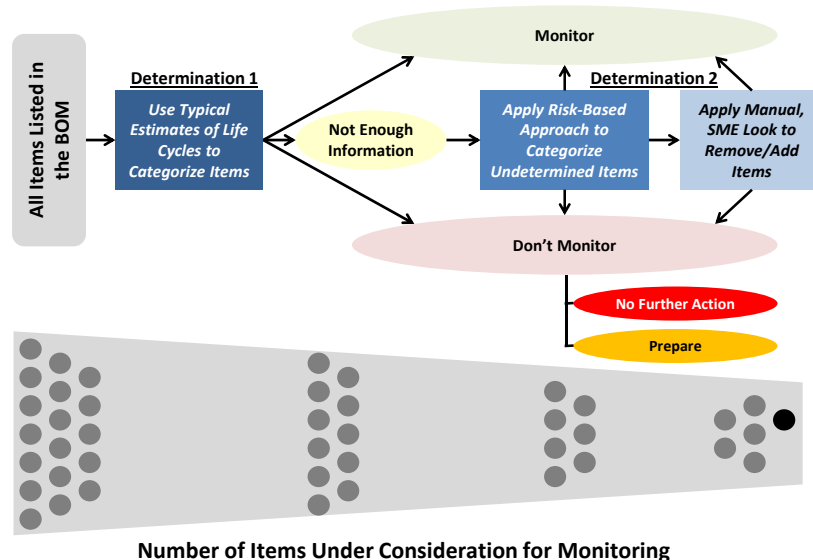 All Items Listed in
the BOM
Determination 1
Use Typical
Estimates of Life
Cycles to
Categorize Items
Monitor
Not Enough
Information
Determination 2
Apply Risk-Based
Approach to
Categorize
Undetermined Items
Apply Manual,
SME Look to
Remove/Add
Items
Don't Monitor
No Further Action
Prepare
Number of Items Under Consideration for Monitoring